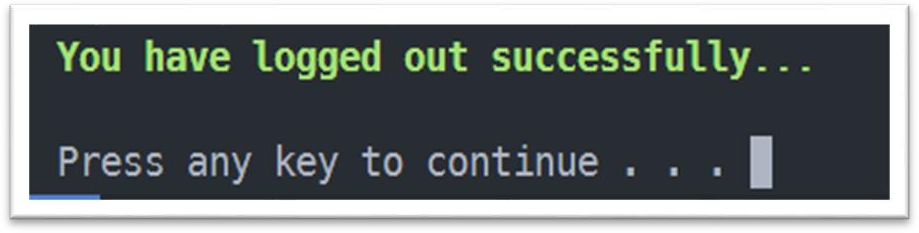 You have logged out successfully...
Press any key to continue . . .